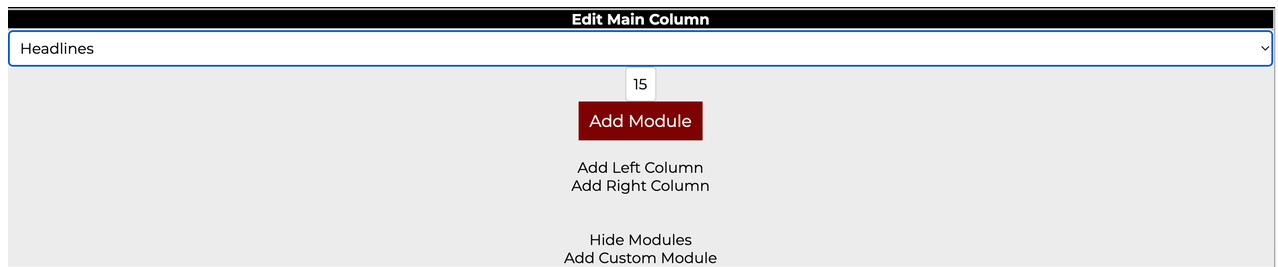 Edit Main Column
Headlines
15
Add Module
Add Left Column
Add Right Column
Hide Modules
Add Custom Module